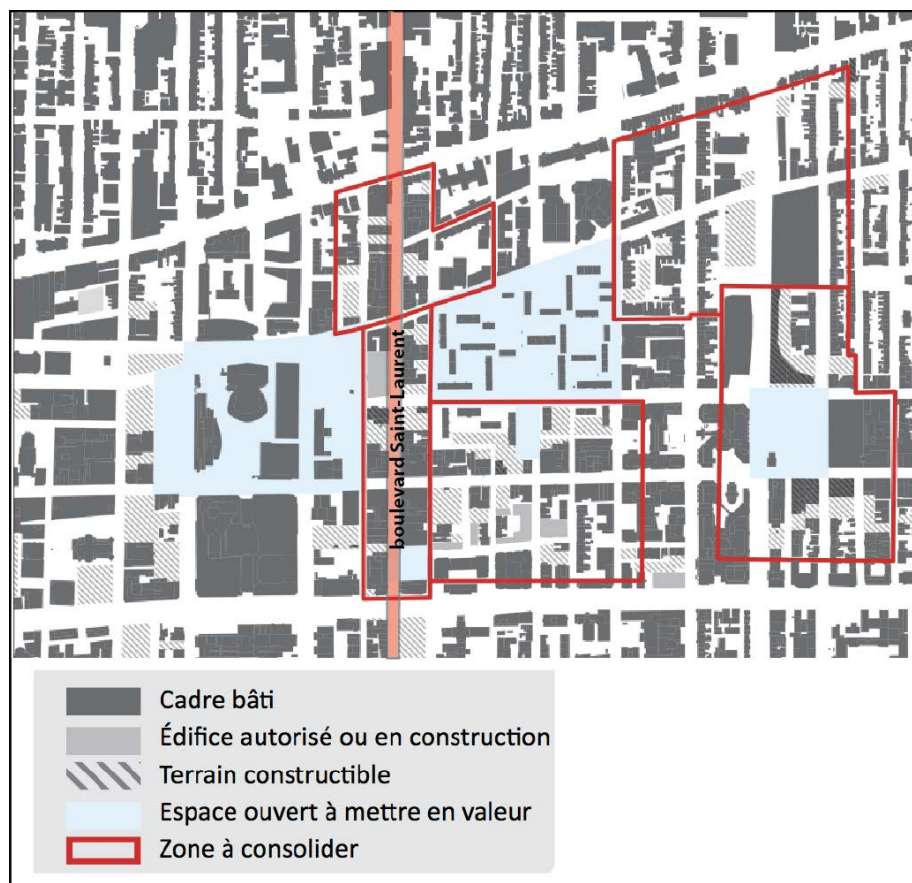 boulevard Saint-Laurent
Cadre bâti
Édifice autorisé ou en construction
Terrain constructible
Espace ouvert à mettre en valeur
Zone à consolider